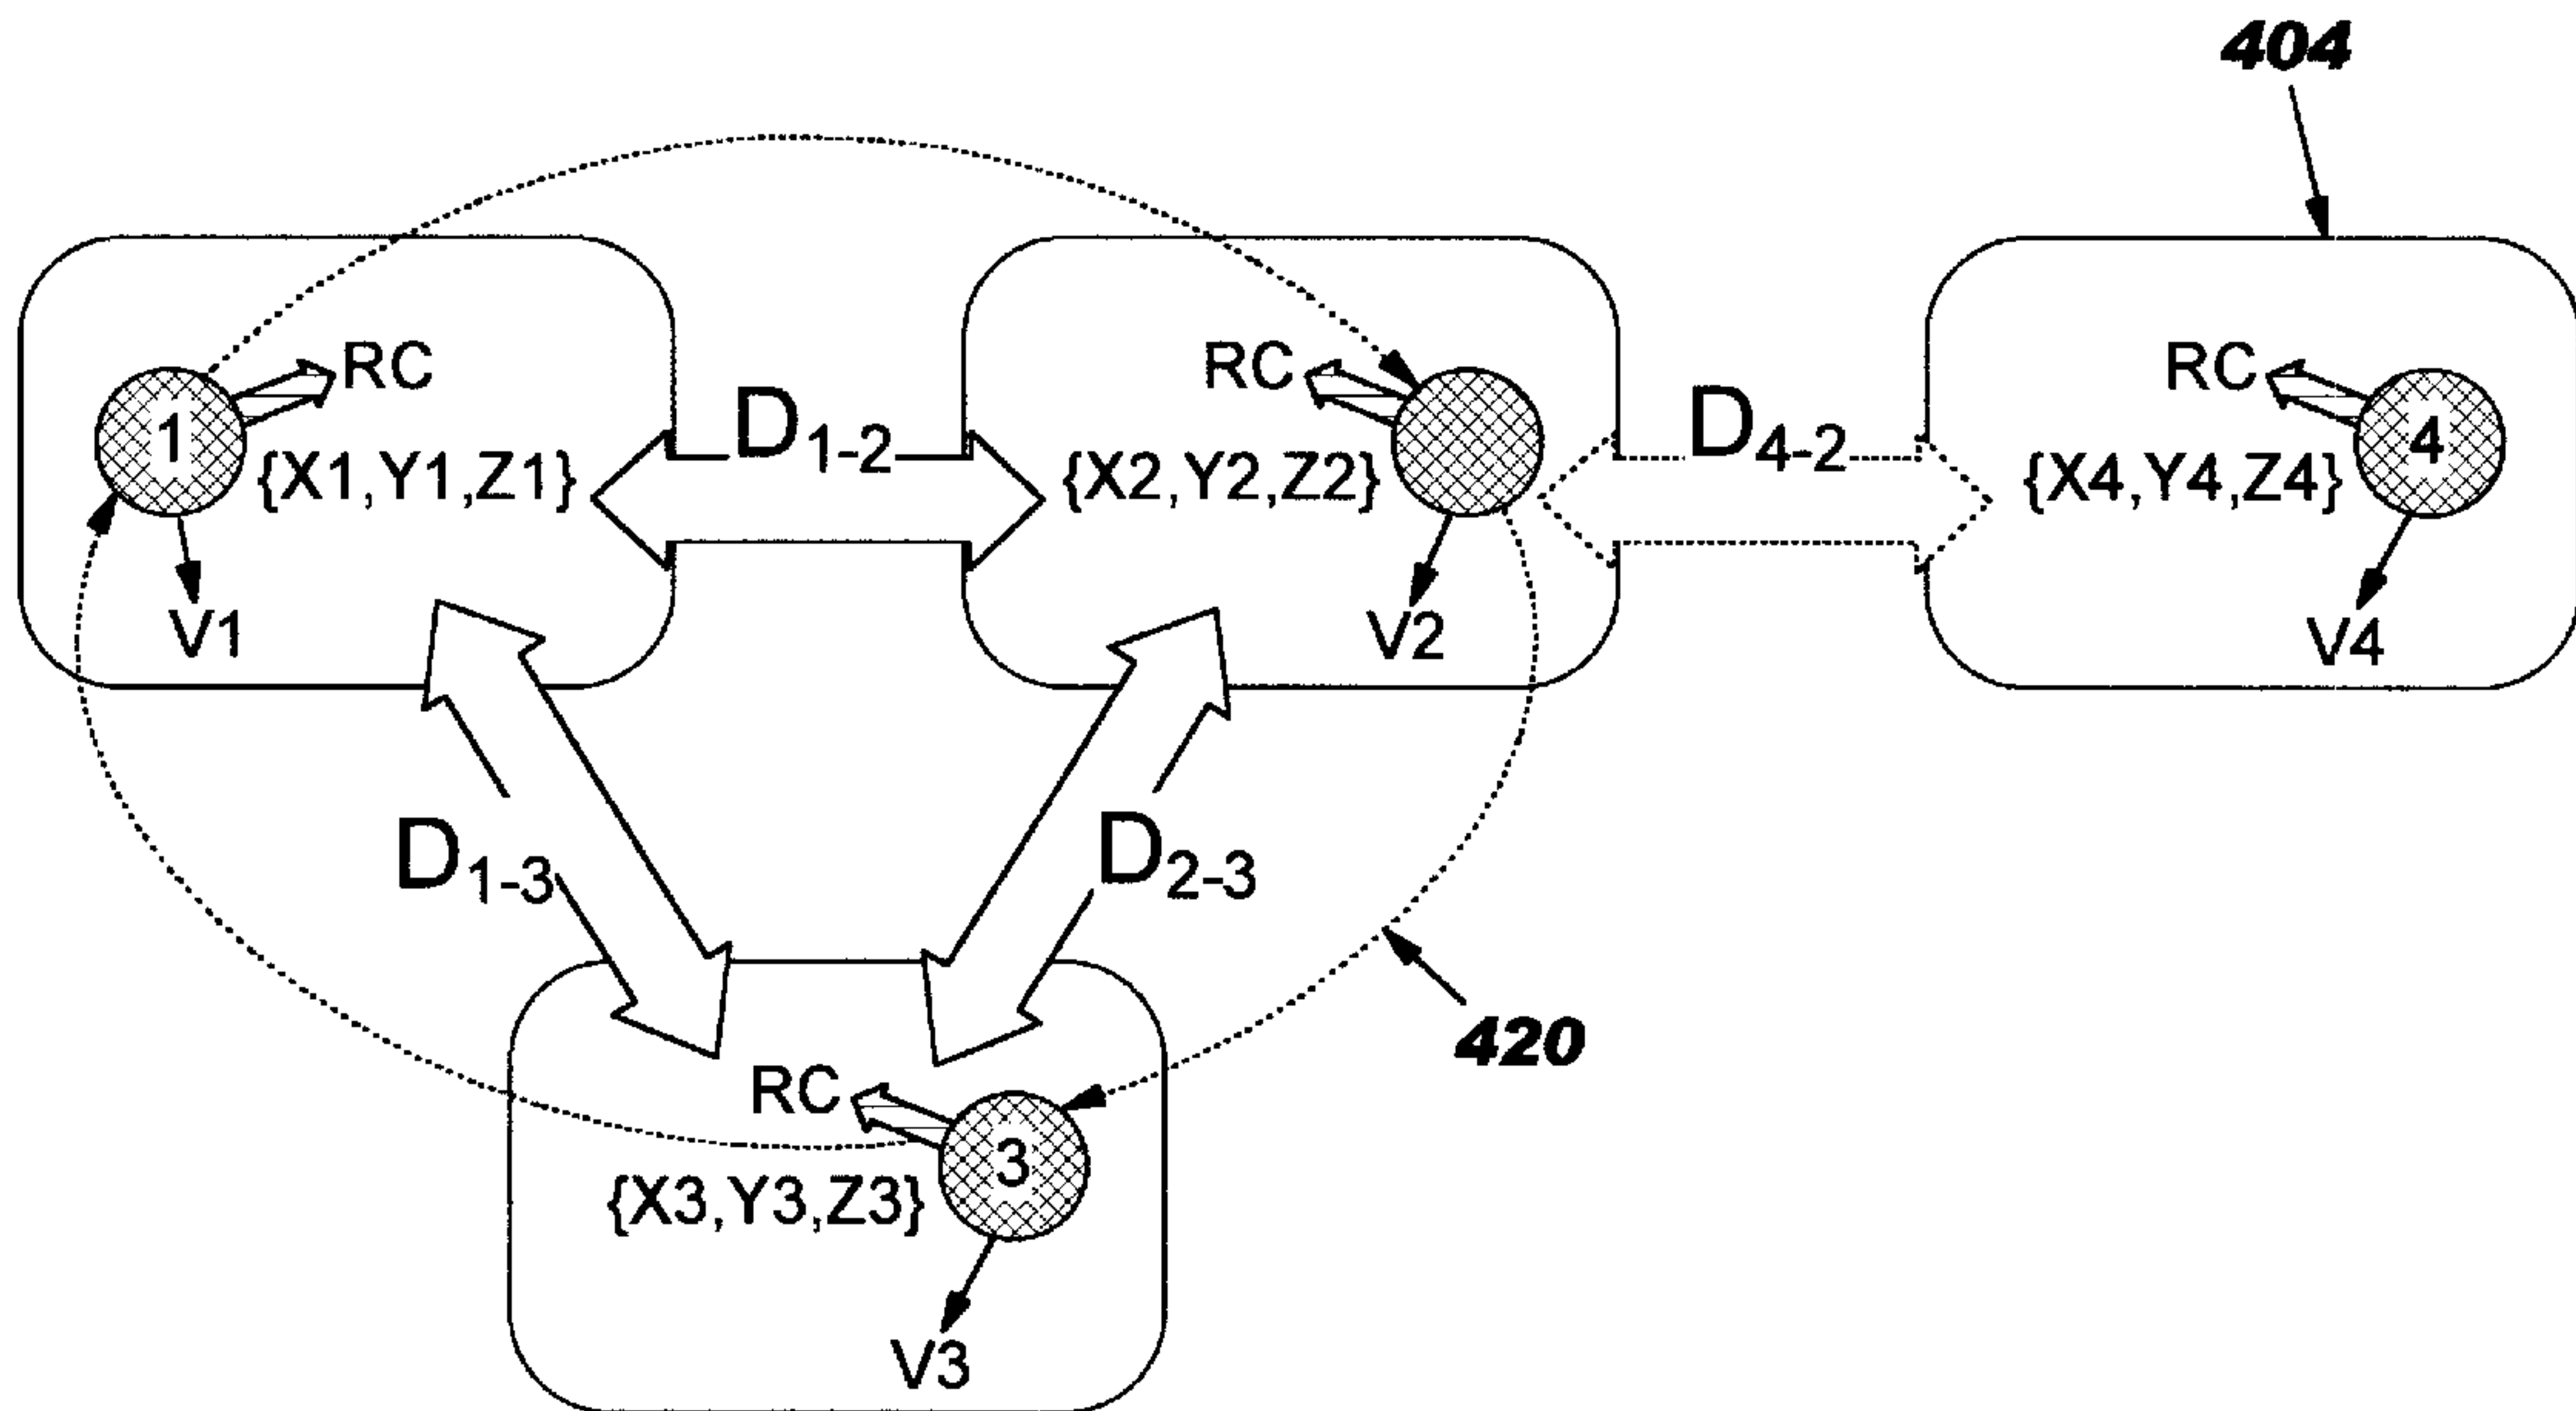 404
RC
1
{X1,Y1,Z1}
V1
D1-2
RC
{X2,Y2,Z2}
V2
D4-2
RC
4
{X4,Y4,Z4}
V4
D1-3
D2-3
420
RC
3
{X3,Y3,Z3}
V3